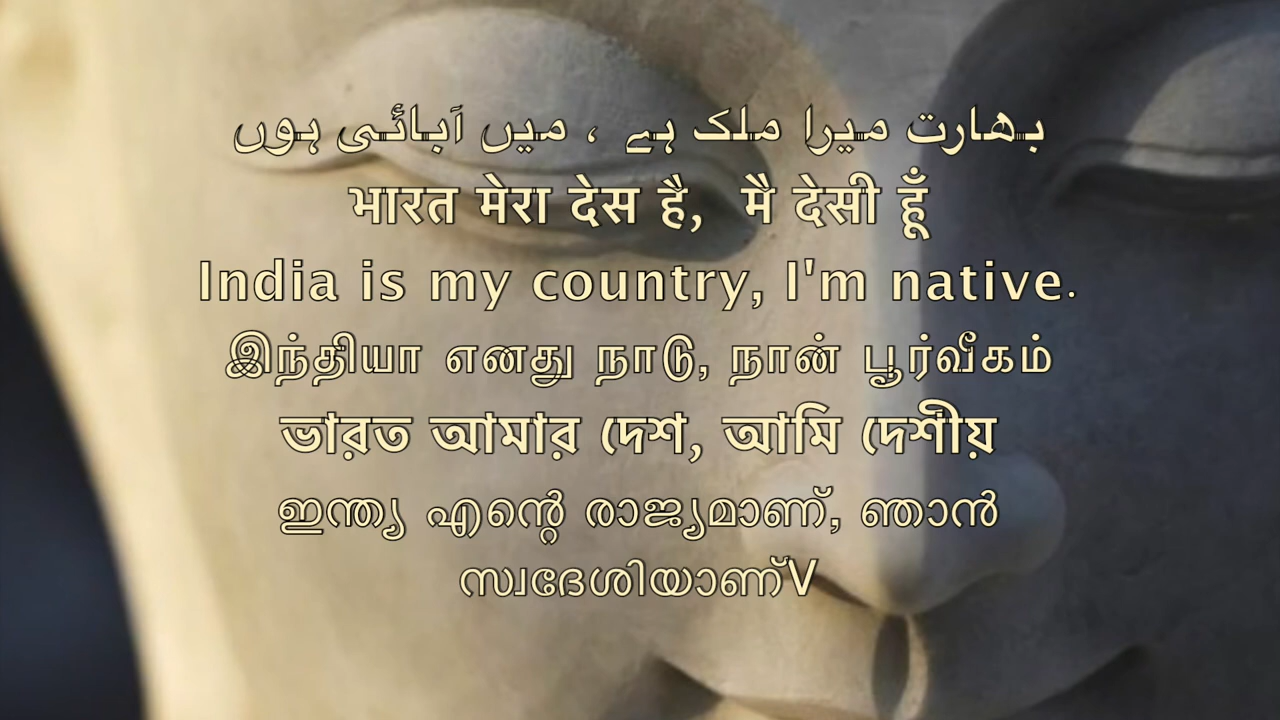 بھارت میرا ملک ہے ، میں آبائی ہوں
भारत मेरा देस है, मै देसी हूँ
India is my country, I'm native.
இந்தியா எனது நாடு, நான் பூர்வீகம்
ভারত আমার দেশ, আমি দেশীয়
ഇന്ത്യ എന്റെ രാജ്യമാണ്, ഞാൻ
സ്വദേശിയാണ്V